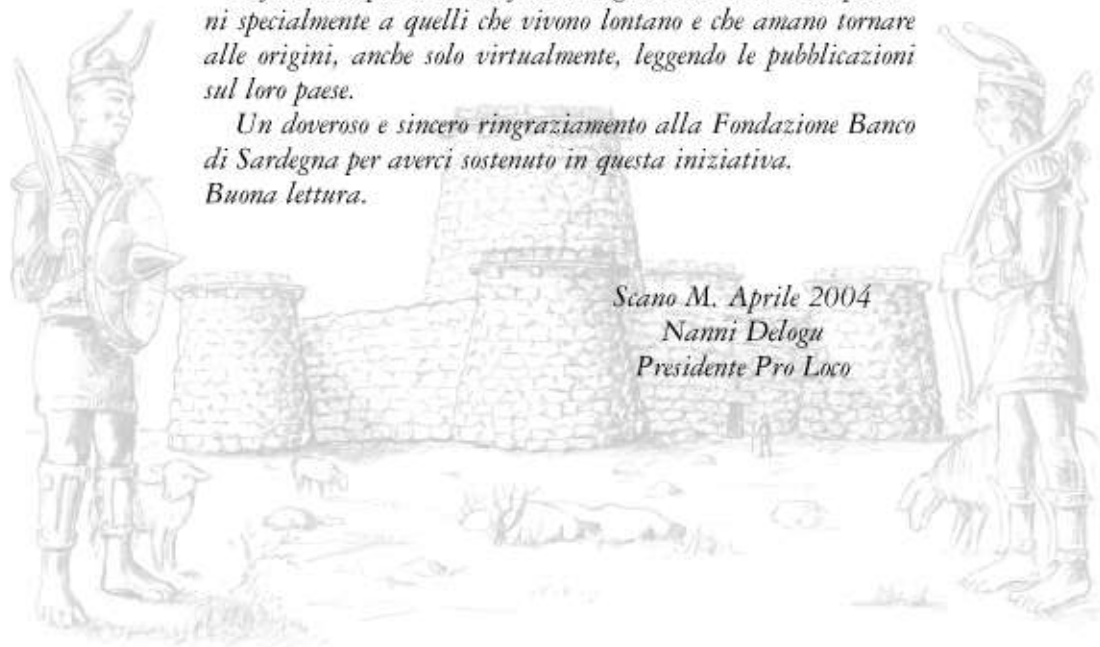 ni specialmente a quelli che vivono lontano e che amano tornare
alle origini, anche solo virtualmente, leggendo le pubblicazioni
sul loro paese.
Un doveroso e sincero ringraziamento alla Fondazione Banco
di Sardegna per averci sostenuto in questa iniziativa.
Buona lettura.
Scano M. Aprile 2004
Nanni Delogu
Presidente Pro Loco